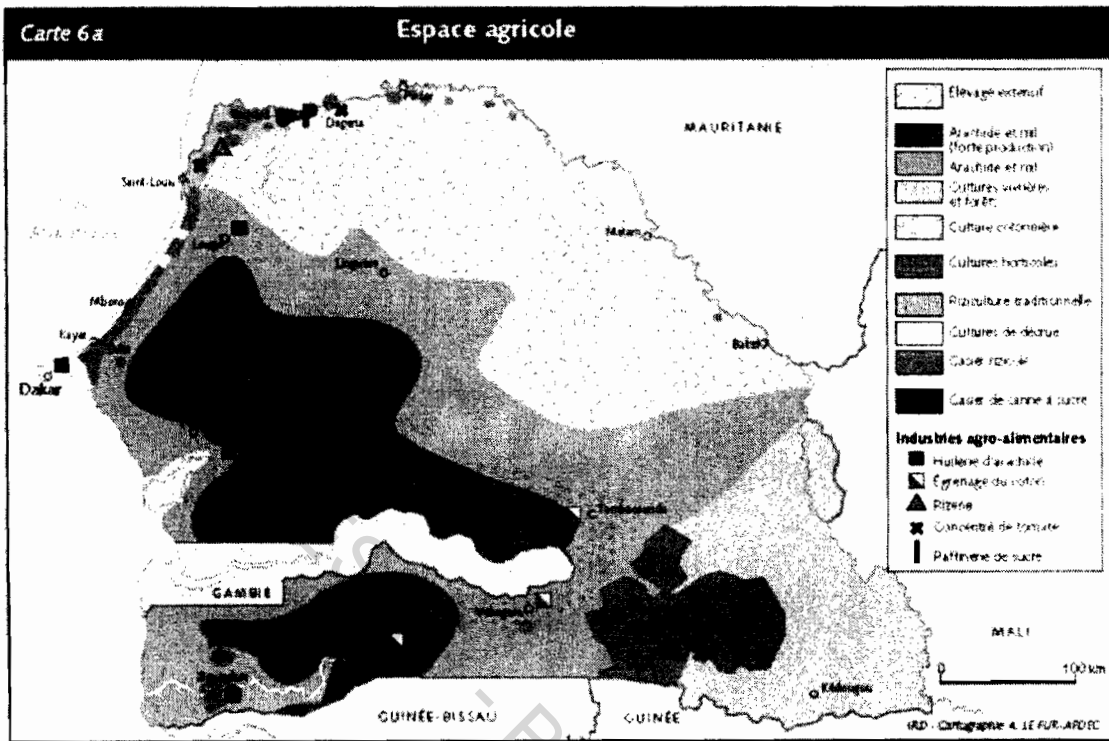 Carte 6a
Espace agricole
MAURITANIE
Dagana
Saint-Louis
Louga
Linguère
Matam
Mboro
Kayar
Bakel
Dakar
Tambacounda
GAMBIE
Kédougou
MALI
GUINÉE-BISSAU
GUINÉE
0 100 km
IRD - Cartographie A. LE FUR-AFDEC
Élevage extensif
Arachide et mil
(forte production)
Arachide et mil
Cultures vivrières
et forêts
Culture cotonnière
Cultures horticoles
Riziculture traditionnelle
Cultures de décrue
Casier rizicole
Casier de canne à sucre
Industries agro-alimentaires
Huilerie d'arachide
Égrenage du coton
Rizerie
Concentré de tomate
Raffinerie de sucre